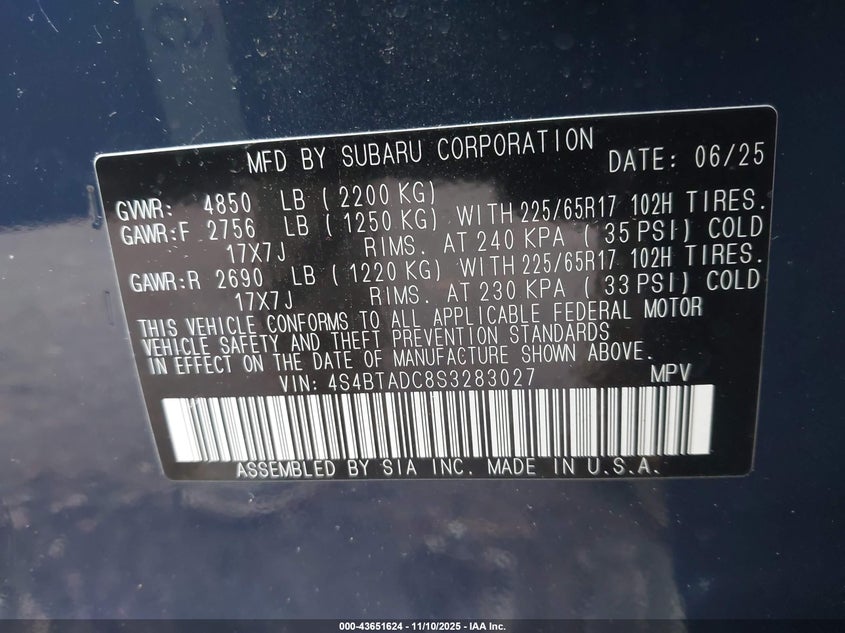 MFD BY SUBARU CORPORATION DATE: 06/25
GVWR: 4850 LB ( 2200 KG)
GAWR:F 2756 LB ( 1250 KG) WITH 225/65R17 102H TIRES.
17X7J RIMS. AT 240 KPA ( 35 PSI) COLD
GAWR:R 2690 LB ( 1220 KG) WITH 225/65R17 102H TIRES.
17X7J RIMS. AT 230 KPA ( 33 PSI) COLD
THIS VEHICLE CONFORMS TO ALL APPLICABLE FEDERAL MOTOR
VEHICLE SAFETY AND THEFT PREVENTION STANDARDS
IN EFFECT ON THE DATE OF MANUFACTURE SHOWN ABOVE.
VIN: 4S4BTADC8S3283027 MPV
ASSEMBLED BY SIA INC. MADE IN U.S.A.
000-43651624 - 11/10/2025 - IAA Inc.